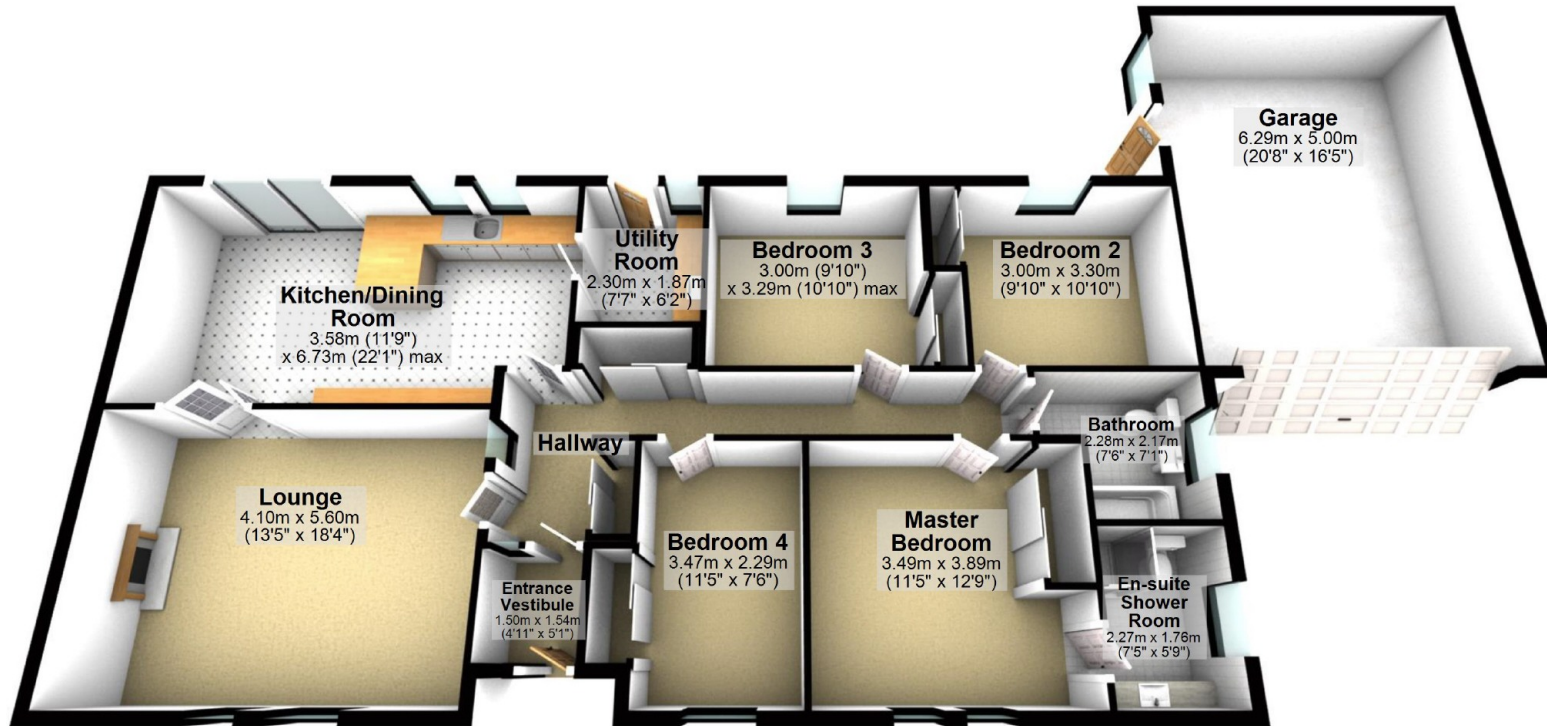 Garage
6.29m x 5.00m
(20'8" x 16'5")
Utility
Room
2.30m x 1.87m
(7'7" x 6'2")
Bedroom 3
3.00m (9'10")
x 3.29m (10'10") max
Bedroom 2
3.00m x 3.30m
(9'10" x 10'10")
Kitchen/Dining
Room
3.58m (11'9")
x 6.73m (22'1") max
Hallway
Bathroom
2.28m x 2.17m
(7'6" x 7'1")
Lounge
4.10m x 5.60m
(13'5" x 18'4")
Bedroom 4
3.47m x 2.29m
(11'5" x 7'6")
Master
Bedroom
3.49m x 3.89m
(11'5" x 12'9")
Entrance
Vestibule
1.50m x 1.54m
(4'11" x 5'1")
En-suite
Shower
Room
2.27m x 1.76m
(7'5" x 5'9")